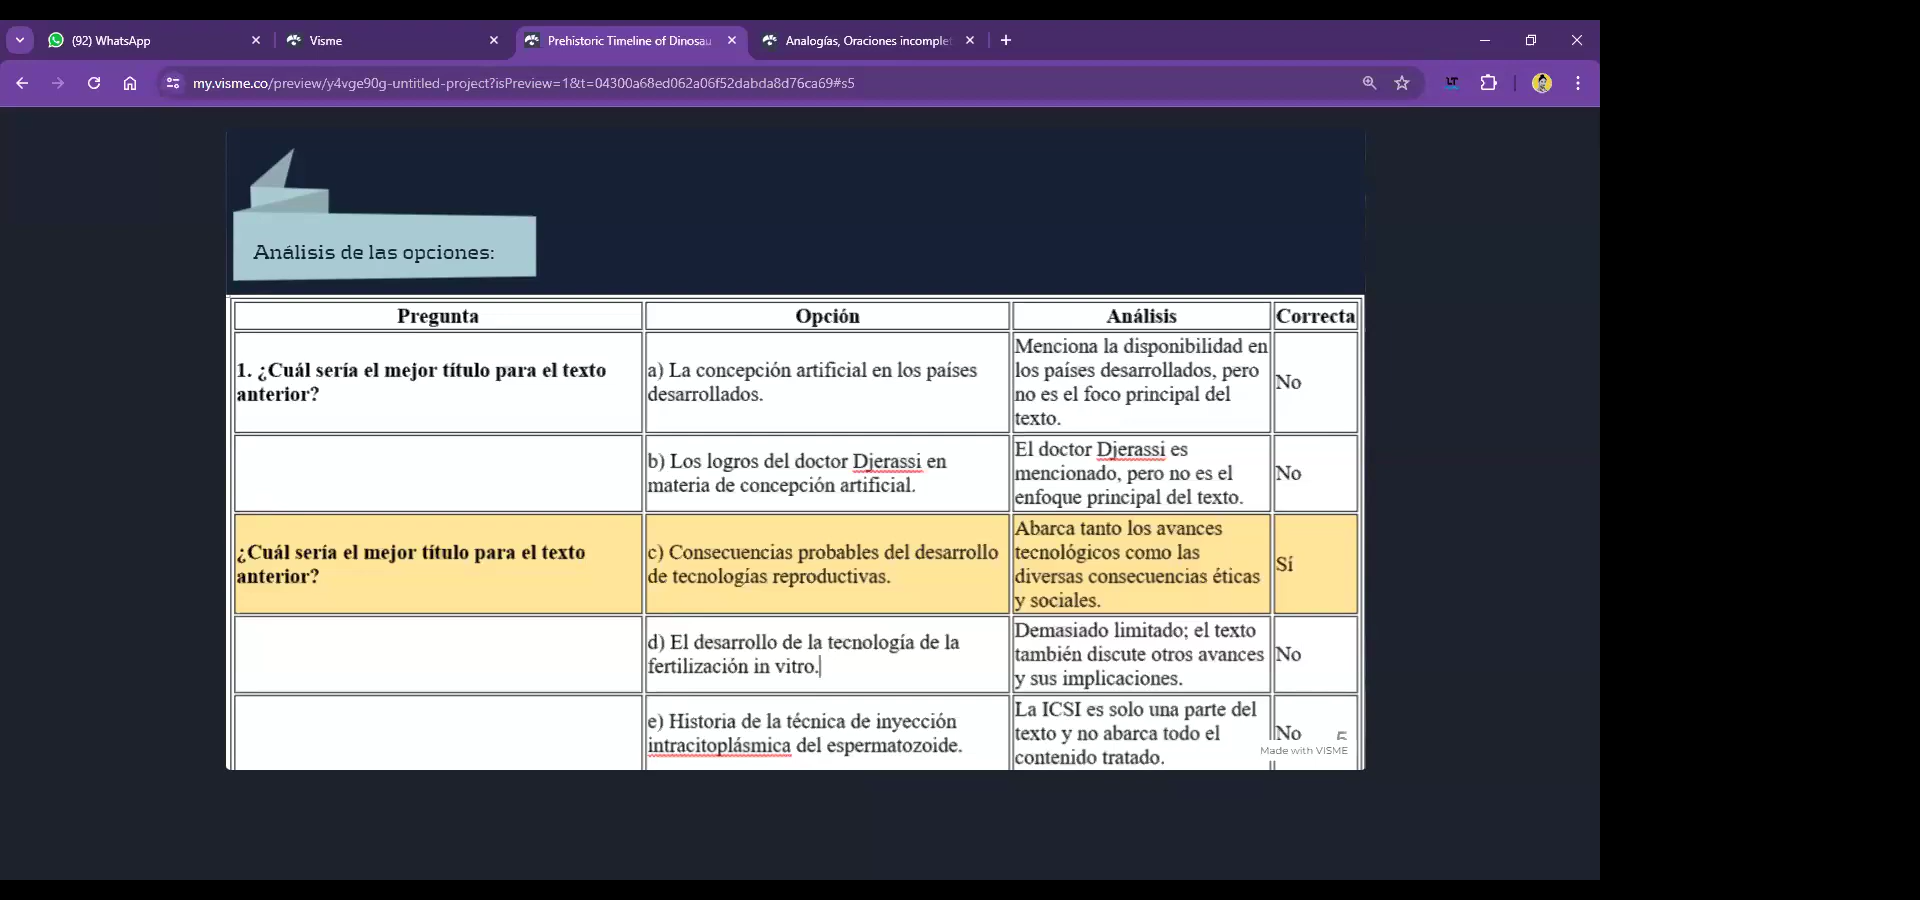 (92) WhatsApp
Visme
Prehistoric Timeline of Dinosau
Analogías, Oraciones incomplet
my.visme.co/preview/y4vge90g-untitled-project?isPreview=1&t=04300a68ed062a06f52dabda8d76ca69#s5
Análisis de las opciones:
Pregunta
Opción
Análisis
Correcta
1. ¿Cuál sería el mejor título para el texto
anterior?
a) La concepción artificial en los países
desarrollados.
Menciona la disponibilidad en
los países desarrollados, pero
no es el foco principal del
texto.
No
b) Los logros del doctor Djerassi en
materia de concepción artificial.
El doctor Djerassi es
mencionado, pero no es el
enfoque principal del texto.
No
¿Cuál sería el mejor título para el texto
anterior?
c) Consecuencias probables del desarrollo
de tecnologías reproductivas.
Abarca tanto los avances
tecnológicos como las
diversas consecuencias éticas
y sociales.
Sí
d) El desarrollo de la tecnología de la
fertilización in vitro.
Demasiado limitado; el texto
también discute otros avances
y sus implicaciones.
No
e) Historia de la técnica de inyección
intracitoplásmica del espermatozoide.
La ICSI es solo una parte del
texto y no abarca todo el
contenido tratado.
No
5
Made with VISME